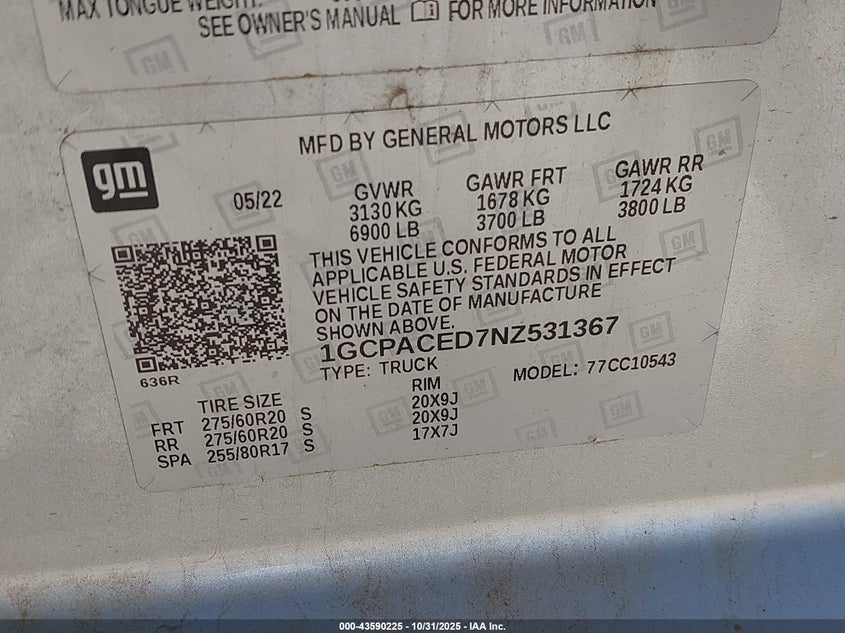 MAX TONGUE WEIGHT:
SEE OWNER'S MANUAL FOR MORE INFORMATION
MFD BY GENERAL MOTORS LLC
gm
05/22
GVWR GAWR FRT GAWR RR
3130 KG 1678 KG 1724 KG
6900 LB 3700 LB 3800 LB
THIS VEHICLE CONFORMS TO ALL
APPLICABLE U.S. FEDERAL MOTOR
VEHICLE SAFETY STANDARDS IN EFFECT
ON THE DATE OF MANUFACTURE
SHOWN ABOVE.
1GCPACED7NZ531367
TYPE: TRUCK MODEL: 77CC10543
636R
TIRE SIZE RIM
FRT 275/60R20 S 20X9J
RR 275/60R20 S 20X9J
SPA 255/80R17 S 17X7J
000-43590225 - 10/31/2025 - IAA Inc.